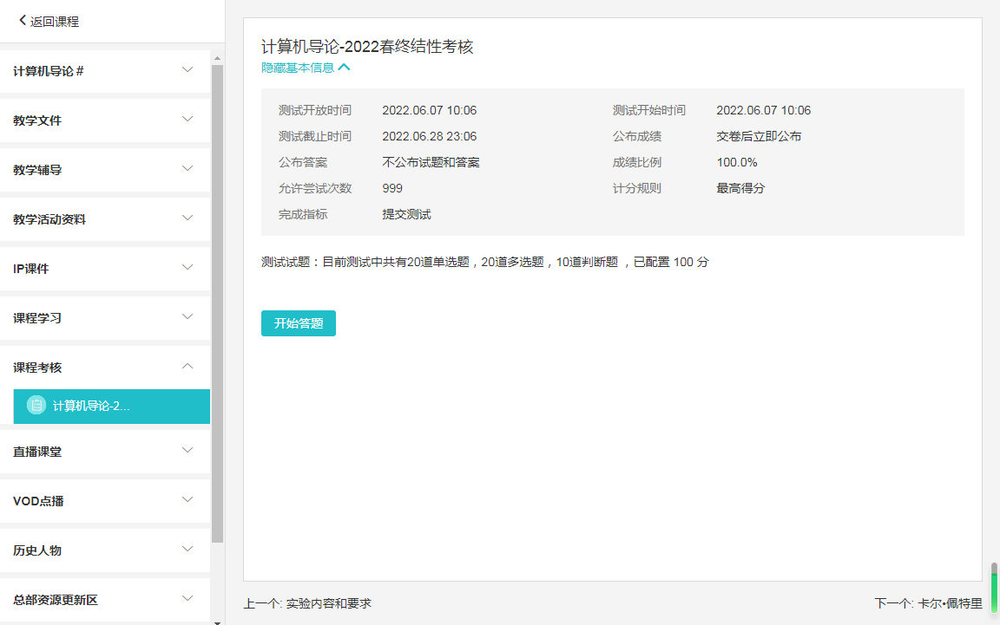 返回课程
计算机导论#
教学文件
教学辅导
教学活动资料
IP课件
课程学习
课程考核
计算机导论-2...
直播课堂
VOD点播
历史人物
总部资源更新区
计算机导论-2022春终结性考核
隐藏基本信息
测试开放时间 2022.06.07 10:06 测试开始时间 2022.06.07 10:06
测试截止时间 2022.06.28 23:06 公布成绩 交卷后立即公布
公布答案 不公布试题和答案 成绩比例 100.0%
允许尝试次数 999 计分规则 最高得分
完成指标 提交测试
测试试题：目前测试中共有20道单选题，20道多选题，10道判断题 ，已配置 100 分
开始答题
上一个: 实验内容和要求 下一个: 卡尔•佩特里